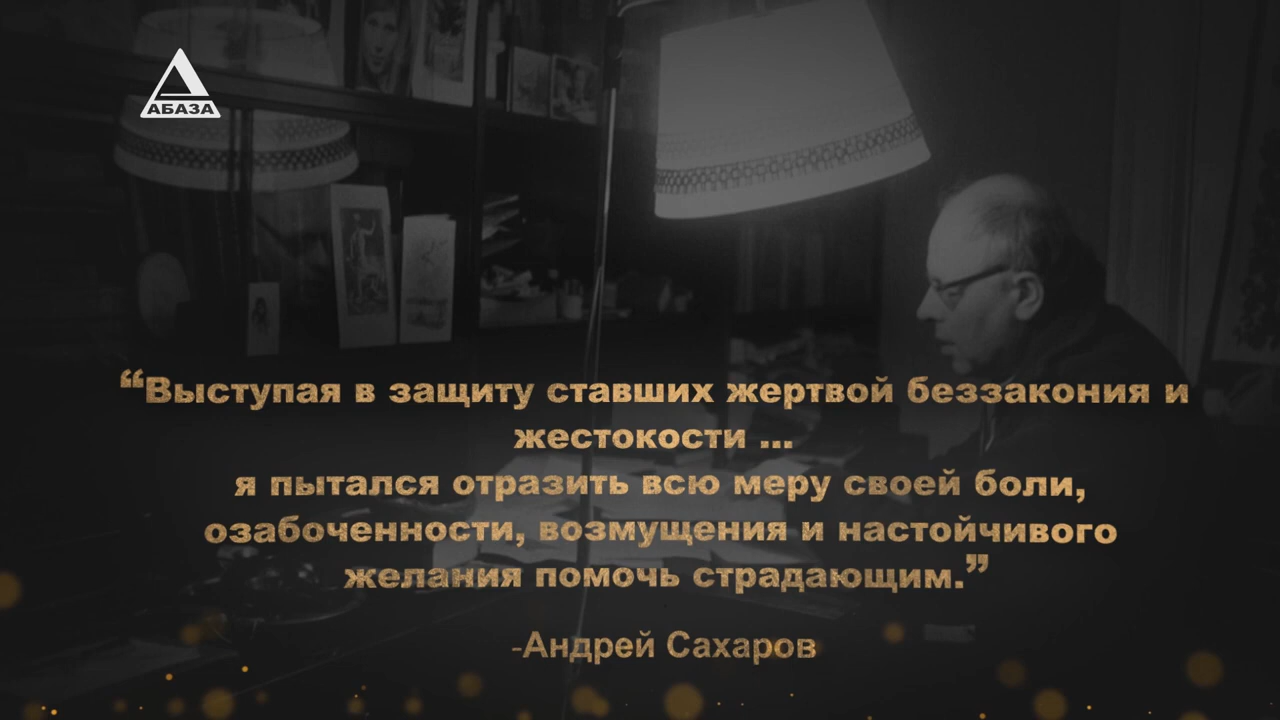 АБАЗА
“Выступая в защиту ставших жертвой беззакония и
жестокости ...
я пытался отразить всю меру своей боли,
озабоченности, возмущения и настойчивого
желания помочь страдающим.”
-Андрей Сахаров